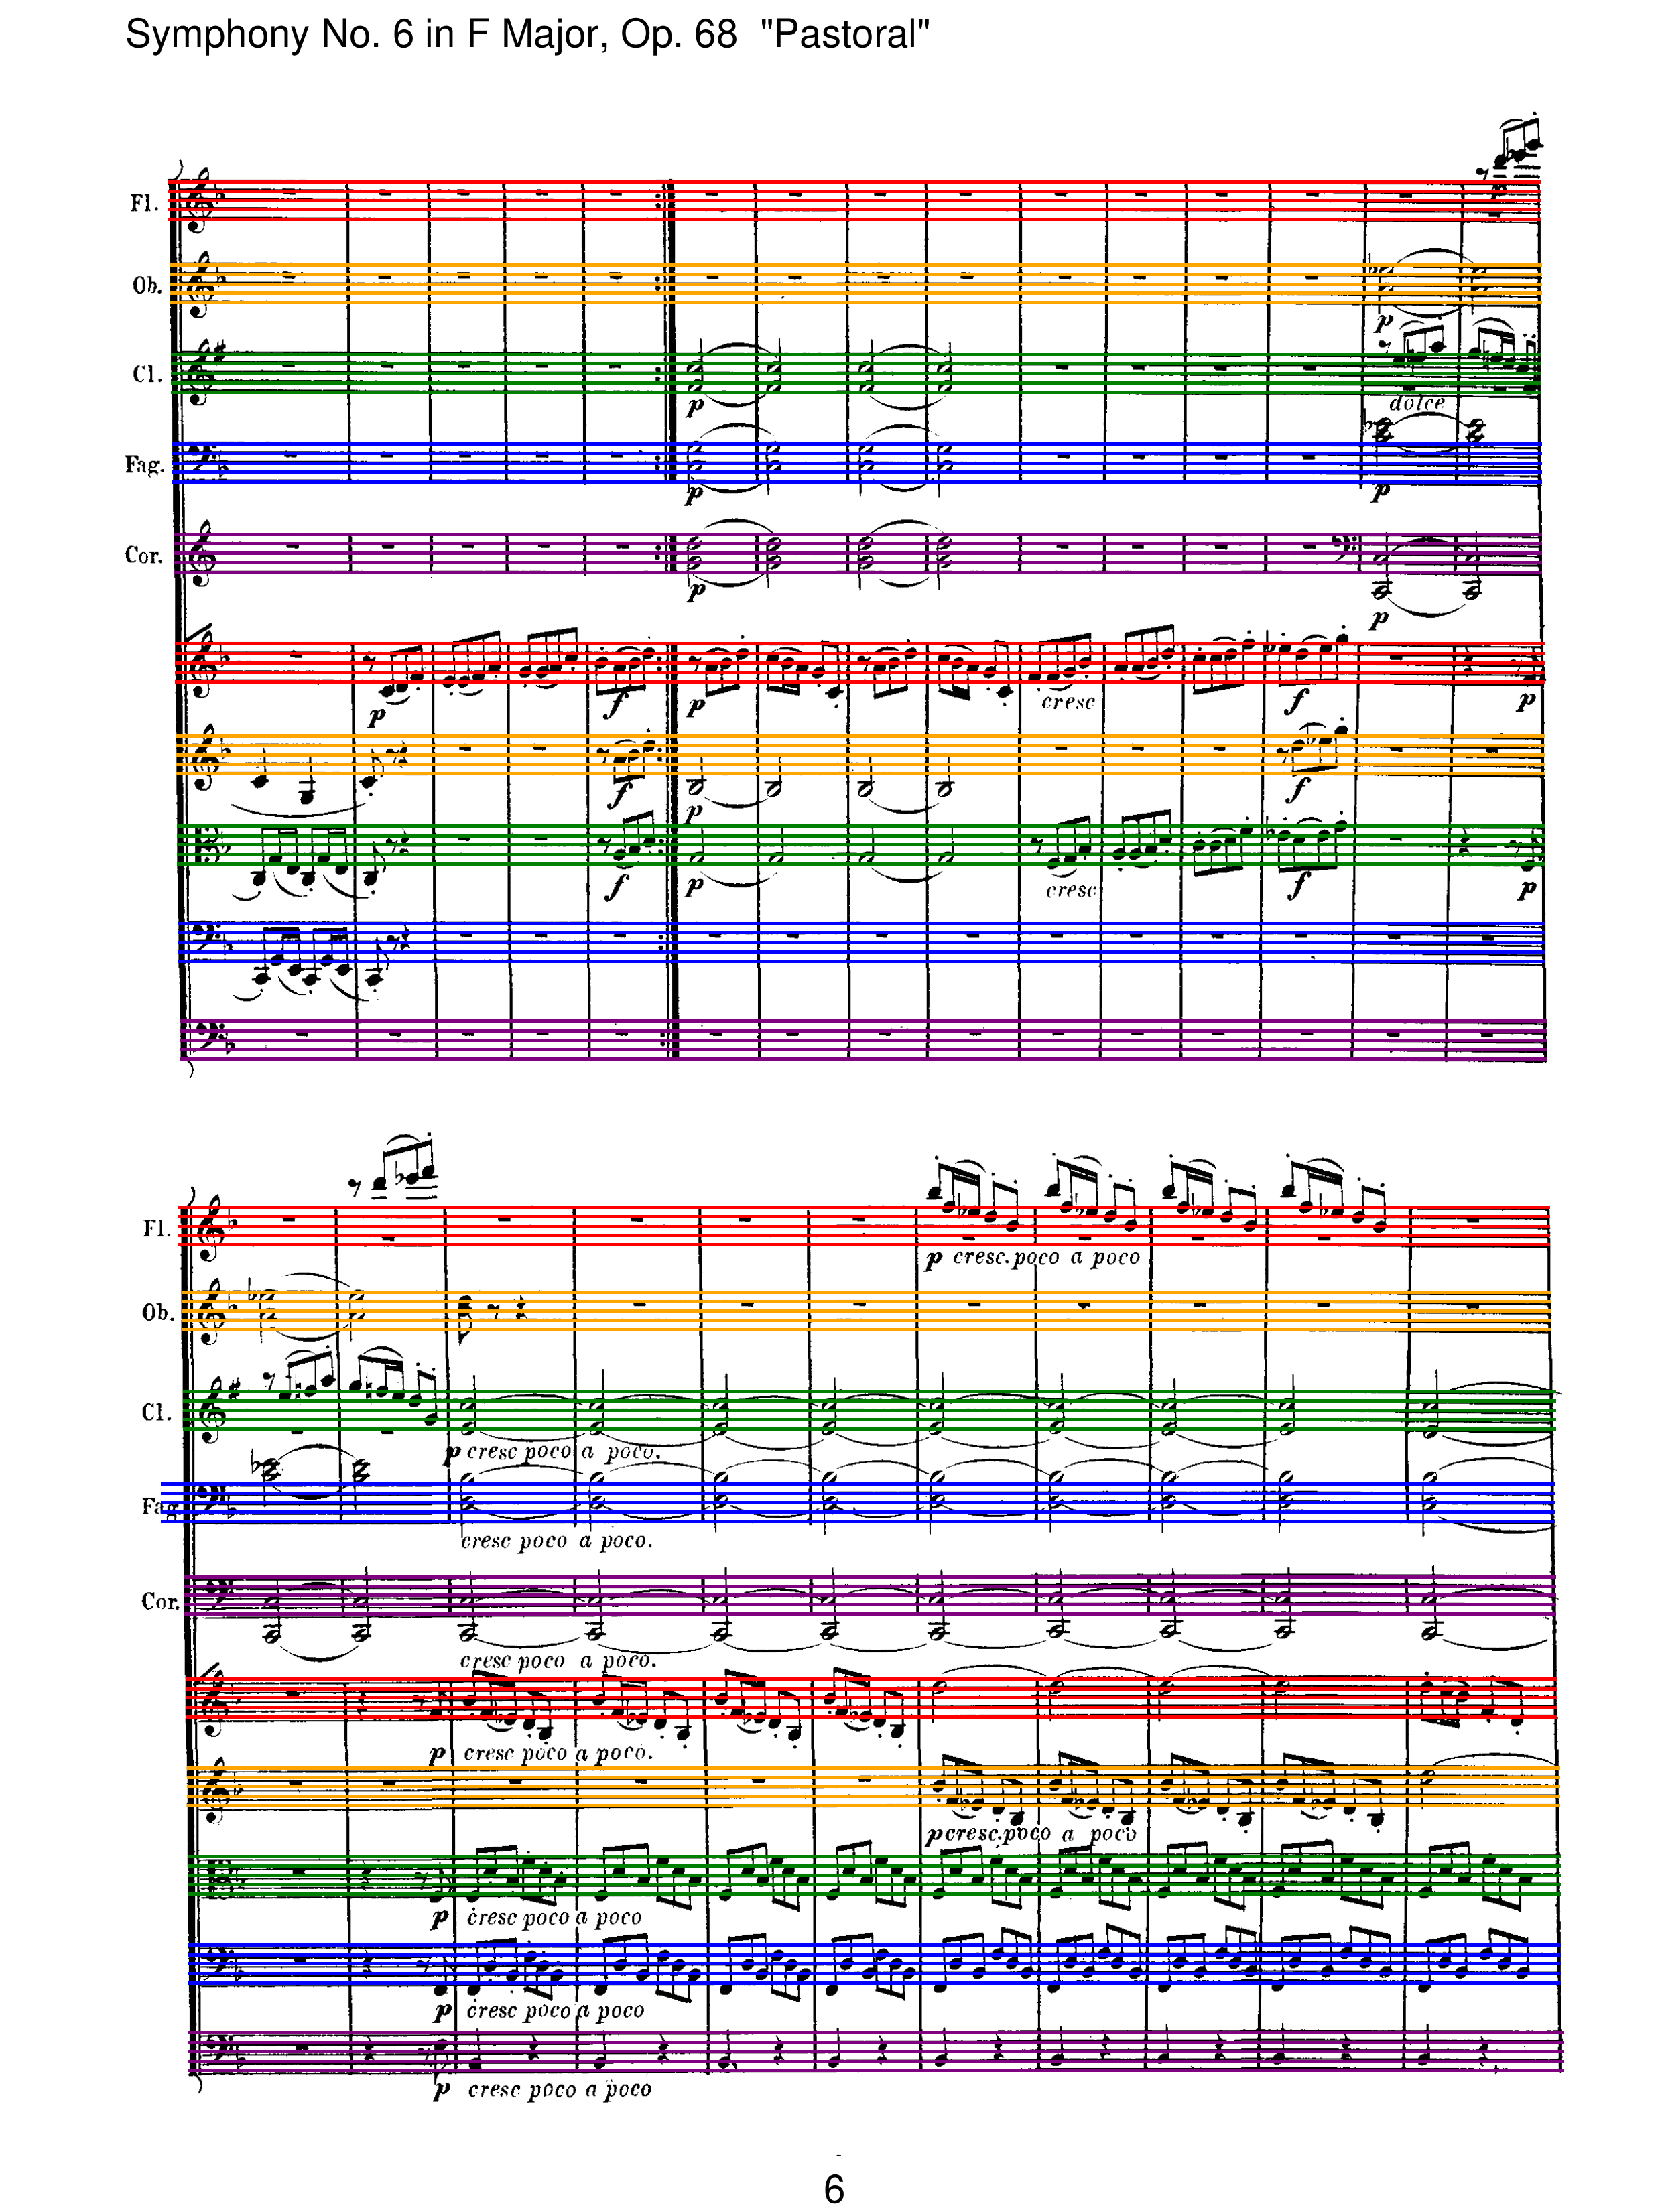 Symphony No. 6 in F Major, Op. 68 "Pastoral"
Fl.
Ob.
p
Cl.
p
dolce
Fag.
p
p
Cor.
p
p
p
f
p
cresc
f
p
f
p
f
f
p
cresc
f
p
Fl.
p cresc. poco a poco
Ob.
Cl.
p cresc poco a poco.
Fag
cresc poco a poco.
Cor.
cresc poco a poco.
p cresc poco a poco.
p cresc. poco a poco
p cresc poco a poco
p cresc poco a poco
p cresc poco a poco
6